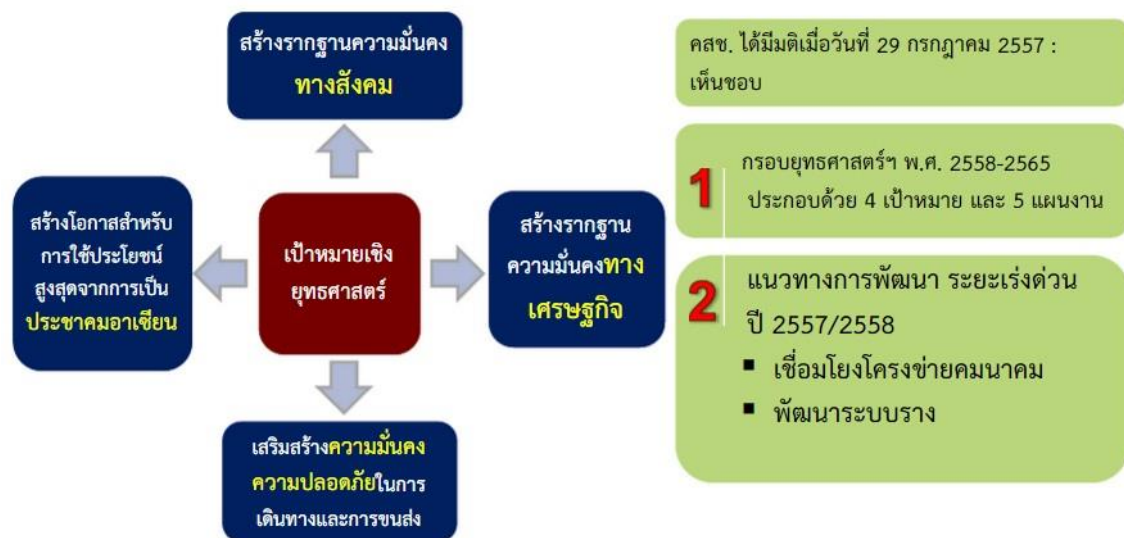 สร้างรากฐานความมั่นคง
ทางสังคม
สร้างโอกาสสำหรับ
การใช้ประโยชน์
สูงสุดจากการเป็น
ประชาคมอาเซียน
เป้าหมายเชิง
ยุทธศาสตร์
สร้างรากฐาน
ความมั่นคงทาง
เศรษฐกิจ
เสริมสร้างความมั่นคง
ความปลอดภัยในการ
เดินทางและการขนส่ง
คสช. ได้มีมติเมื่อวันที่ 29 กรกฎาคม 2557 :
เห็นชอบ
1
กรอบยุทธศาสตร์ฯ พ.ศ. 2558-2565
ประกอบด้วย 4 เป้าหมาย และ 5 แผนงาน
2
แนวทางการพัฒนา ระยะเร่งด่วน
ปี 2557/2558
▪ เชื่อมโยงโครงข่ายคมนาคม
▪ พัฒนาระบบราง